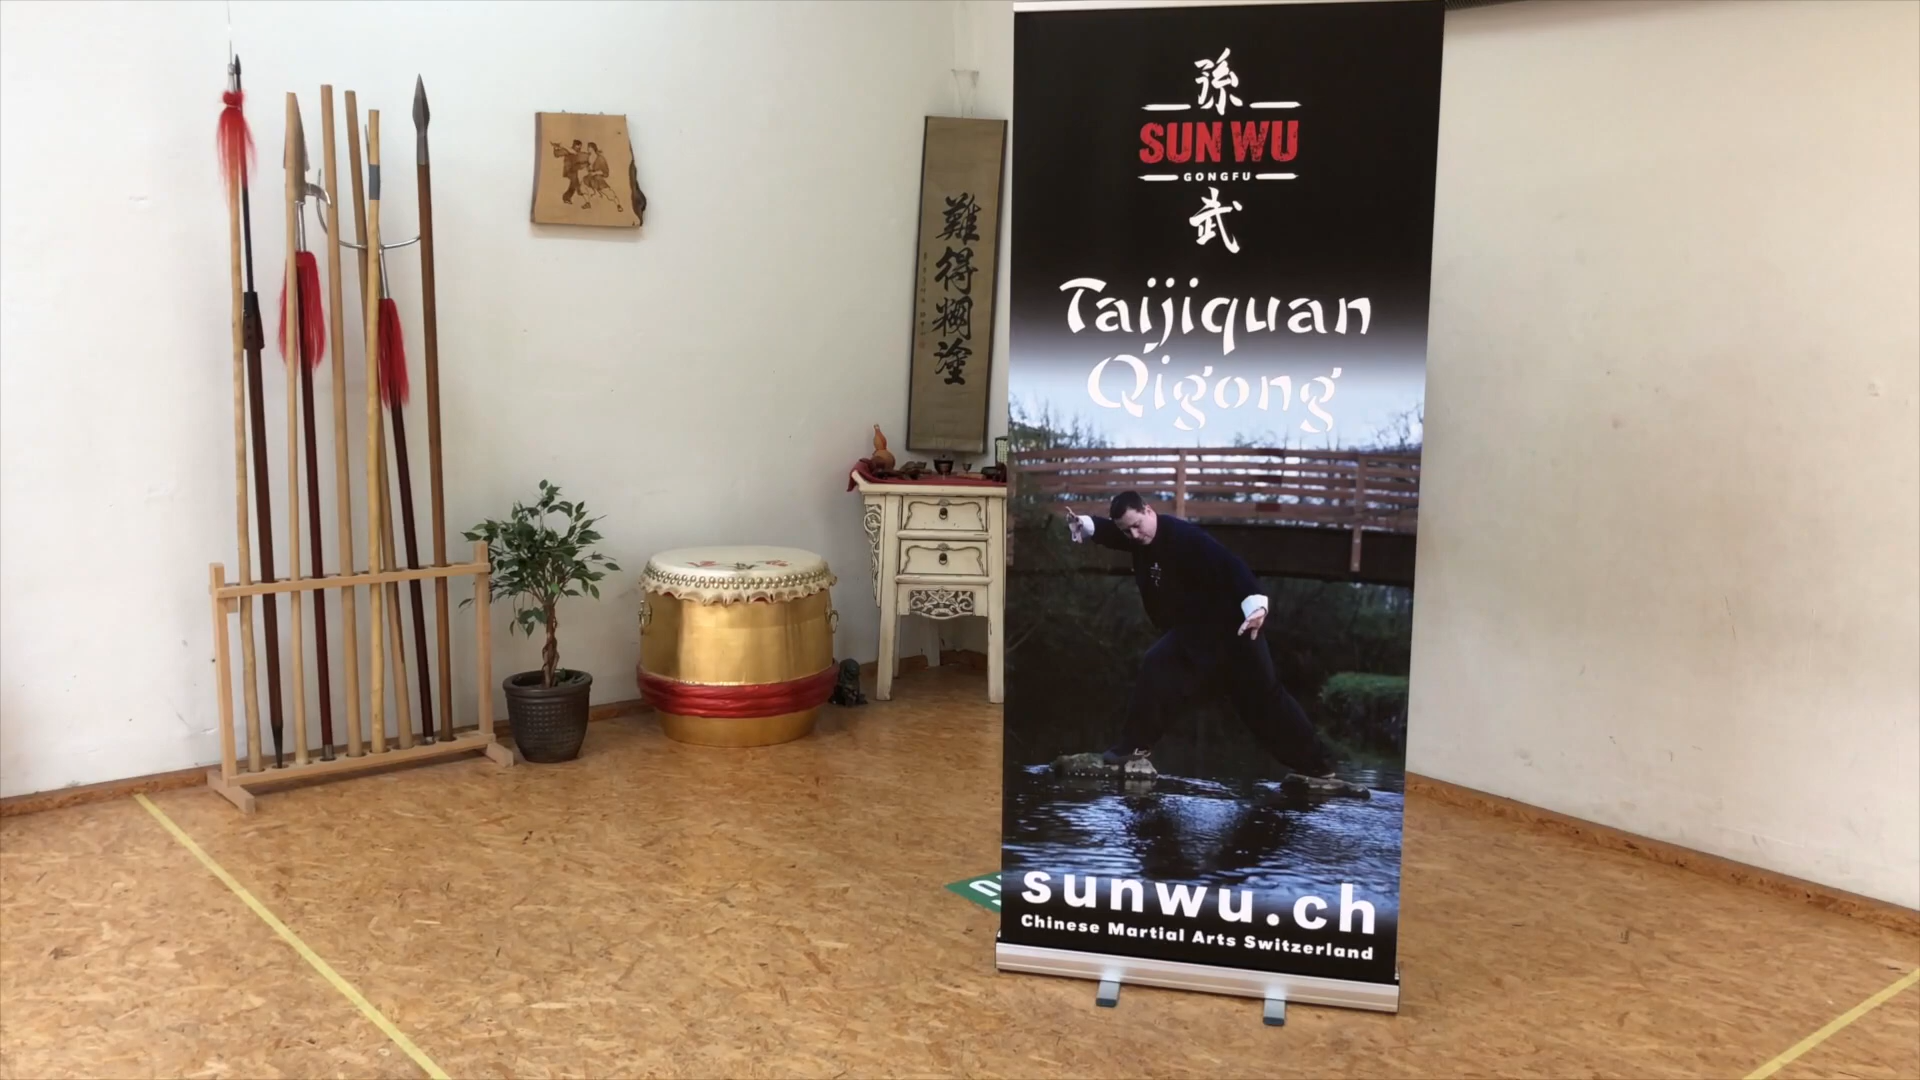 難得糊塗
孫
SUN WU
GONGFU
武
Taijiquan
Qigong
sunwu.ch
Chinese Martial Arts Switzerland